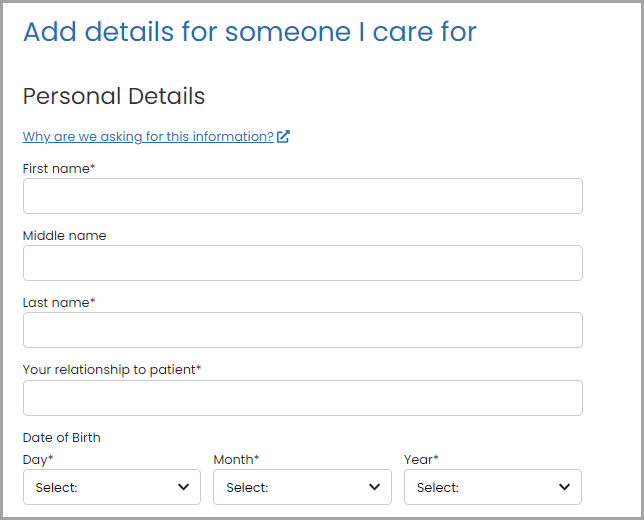 Add details for someone I care for
Personal Details
Why are we asking for this information?
First name*
Middle name
Last name*
Your relationship to patient*
Date of Birth
Day* Month* Year*
Select: Select: Select: